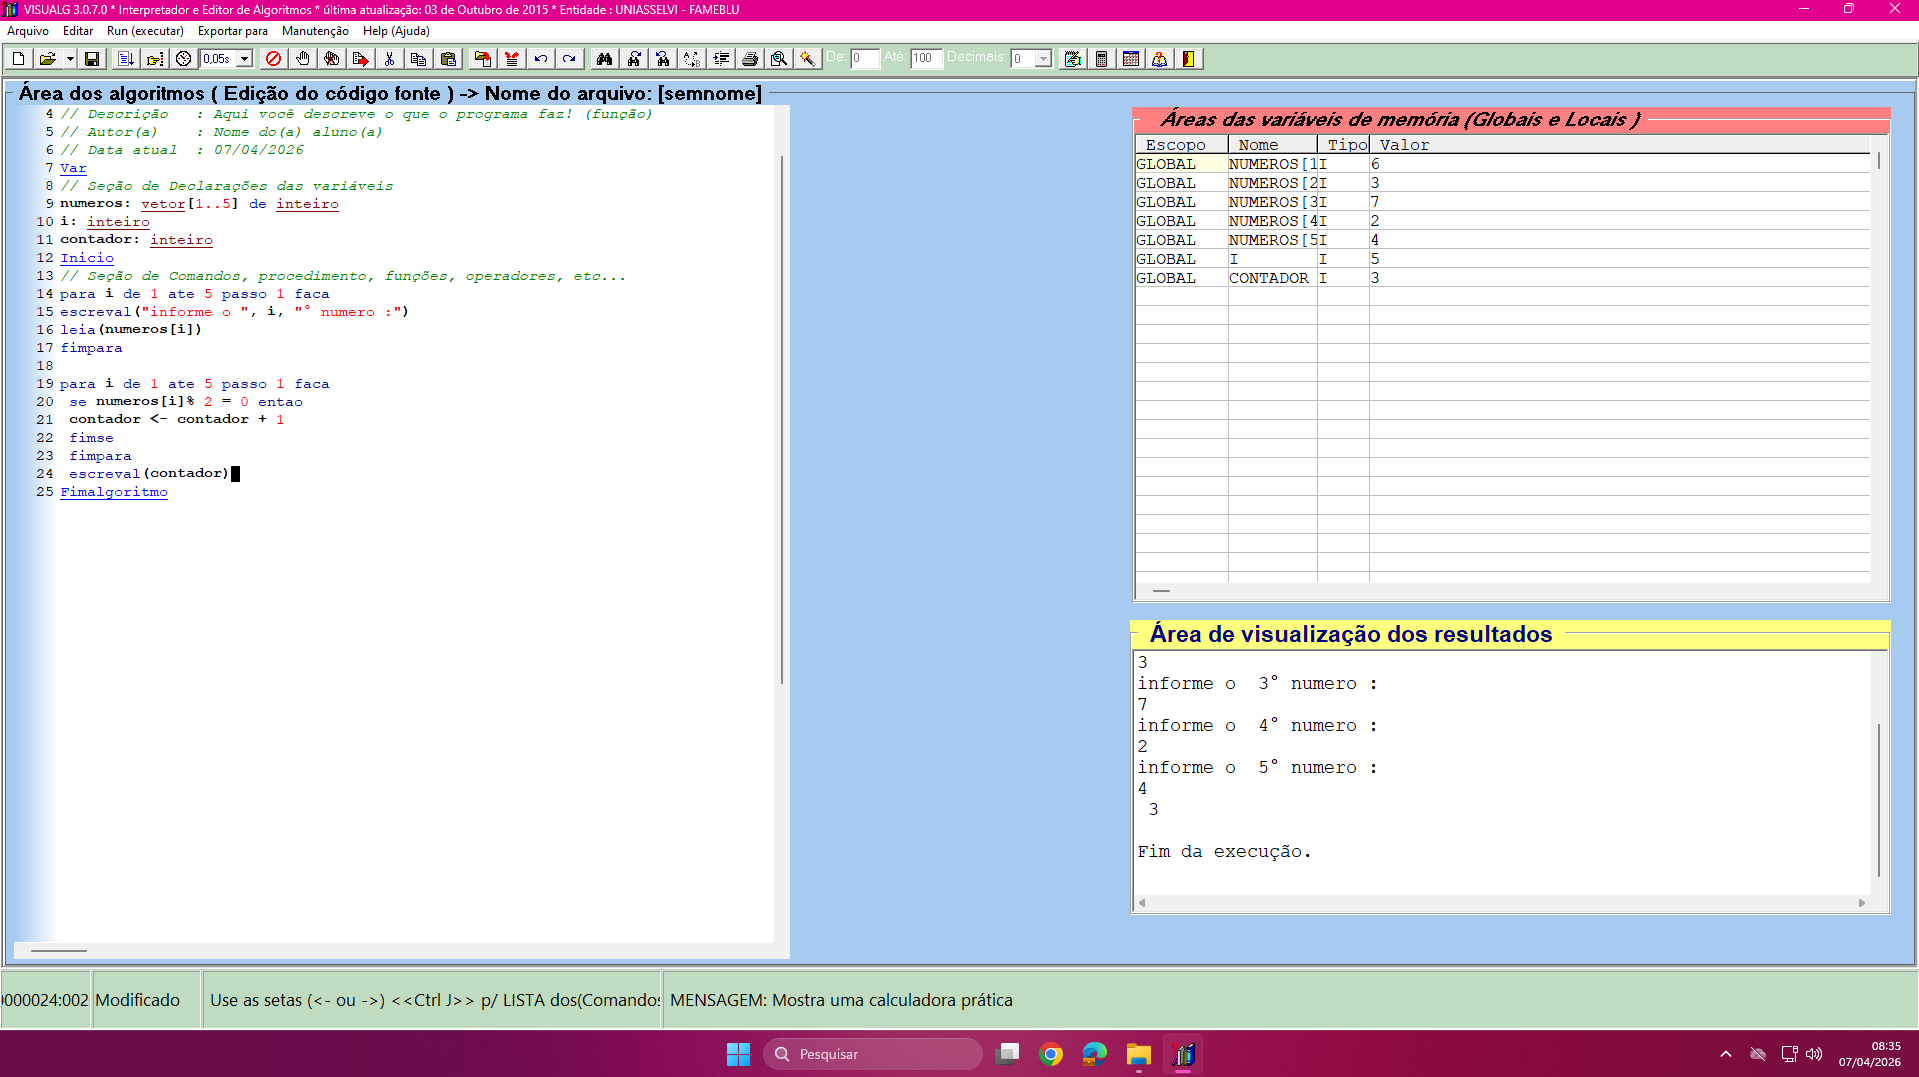 VISUALG 3.0.7.0 * Interpretador e Editor de Algoritmos * última atualização: 03 de Outubro de 2015 * Entidade : UNIASSELVI - FAMEBLU
Arquivo Editar Run (executar) Exportar para Manutenção Help (Ajuda)
0,05s De: 0 Até: 100 Decimais: 0
Área dos algoritmos ( Edição do código fonte ) -> Nome do arquivo: [semnome]
4 // Descrição : Aqui você descreve o que o programa faz! (função)
5 // Autor(a) : Nome do(a) aluno(a)
6 // Data atual : 07/04/2026
7 Var
8 // Seção de Declarações das variáveis
9 numeros: vetor[1..5] de inteiro
10 i: inteiro
11 contador: inteiro
12 Inicio
13 // Seção de Comandos, procedimento, funções, operadores, etc...
14 para i de 1 ate 5 passo 1 faca
15 escreval("informe o ", i, "° numero :")
16 leia(numeros[i])
17 fimpara
18
19 para i de 1 ate 5 passo 1 faca
20 se numeros[i]% 2 = 0 entao
21 contador <- contador + 1
22 fimse
23 fimpara
24 escreval(contador)
25 Fimalgoritmo
Áreas das variáveis de memória (Globais e Locais )
Escopo Nome Tipo Valor
GLOBAL NUMEROS[1 I 6
GLOBAL NUMEROS[2 I 3
GLOBAL NUMEROS[3 I 7
GLOBAL NUMEROS[4 I 2
GLOBAL NUMEROS[5 I 4
GLOBAL I I 5
GLOBAL CONTADOR I 3
Área de visualização dos resultados
3
informe o 3° numero :
7
informe o 4° numero :
2
informe o 5° numero :
4
3
Fim da execução.
0000024:002 Modificado Use as setas (<- ou ->) <<Ctrl J>> p/ LISTA dos(Comandos MENSAGEM: Mostra uma calculadora prática
Pesquisar
08:35
07/04/2026